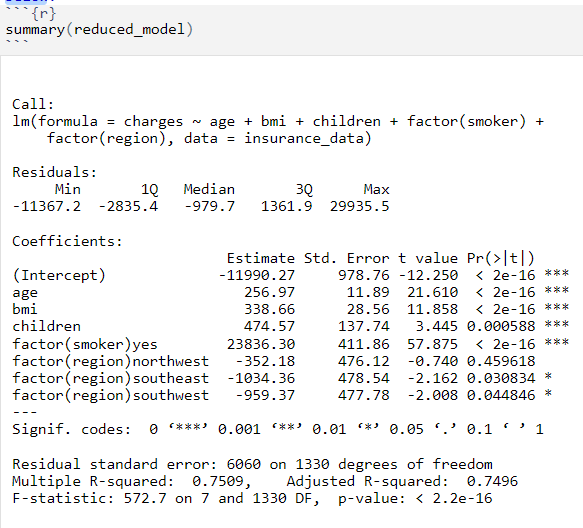 ```{r}
summary(reduced_model)
```
Call:
lm(formula = charges ~ age + bmi + children + factor(smoker) +
    factor(region), data = insurance_data)
Residuals:
     Min       1Q   Median       3Q      Max
-11367.2  -2835.4   -979.7   1361.9  29935.5
Coefficients:
                         Estimate Std. Error t value Pr(>|t|)
(Intercept)             -11990.27     978.76 -12.250  < 2e-16 ***
age                        256.97      11.89  21.610  < 2e-16 ***
bmi                        338.66      28.56  11.858  < 2e-16 ***
children                   474.57     137.74   3.445 0.000588 ***
factor(smoker)yes        23836.30     411.86  57.875  < 2e-16 ***
factor(region)northwest   -352.18     476.12  -0.740 0.459618
factor(region)southeast  -1034.36     478.54  -2.162 0.030834 *
factor(region)southwest   -959.37     477.78  -2.008 0.044846 *
---
Signif. codes:  0 ‘***’ 0.001 ‘**’ 0.01 ‘*’ 0.05 ‘.’ 0.1 ‘ ’ 1
Residual standard error: 6060 on 1330 degrees of freedom
Multiple R-squared:  0.7509,    Adjusted R-squared:  0.7496
F-statistic: 572.7 on 7 and 1330 DF,  p-value: < 2.2e-16